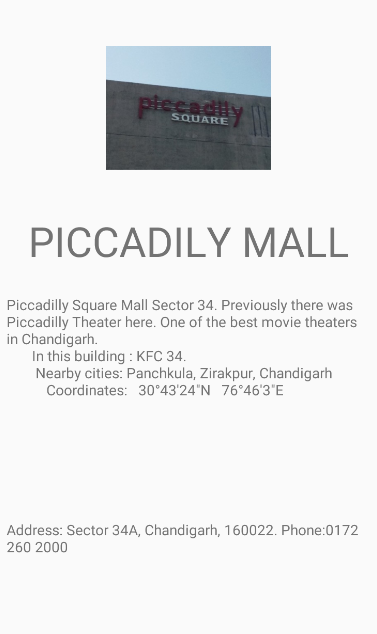 piccadily
SQUARE
PICCADILY MALL
Piccadilly Square Mall Sector 34. Previously there was
Piccadilly Theater here. One of the best movie theaters
in Chandigarh.
In this building : KFC 34.
Nearby cities: Panchkula, Zirakpur, Chandigarh
Coordinates: 30°43'24"N 76°46'3"E
Address: Sector 34A, Chandigarh, 160022. Phone:0172
260 2000